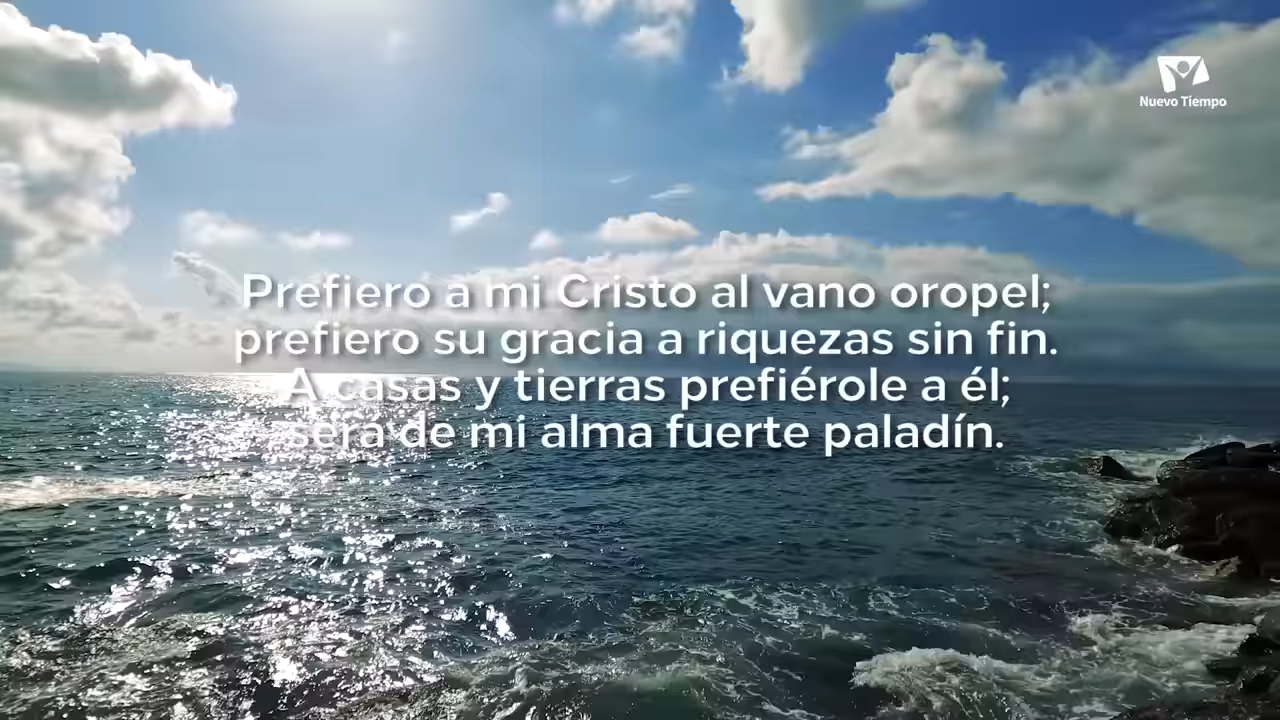 Nuevo Tiempo
Prefiero a mi Cristo al vano oropel;
prefiero su gracia a riquezas sin fin.
A casas y tierras prefiérole a él;
será de mi alma fuerte paladín.